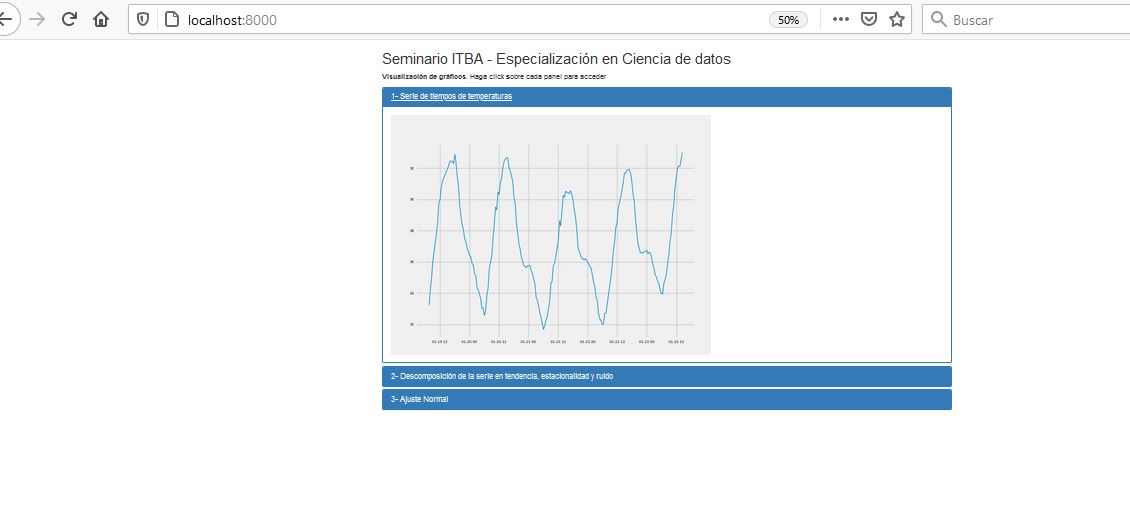 localhost:8000
50%
Buscar
Seminario ITBA - Especialización en Ciencia de datos
Visualización de gráficos. Haga click sobre cada panel para acceder
1- Serie de tiempos de temperaturas
32
30
28
26
24
22
01-19 12 01-20 00 01-20 12 01-21 00 01-21 12 01-22 00 01-22 12 01-23 00 01-23 12
2- Descomposición de la serie en tendencia, estacionalidad y ruido
3- Ajuste Normal